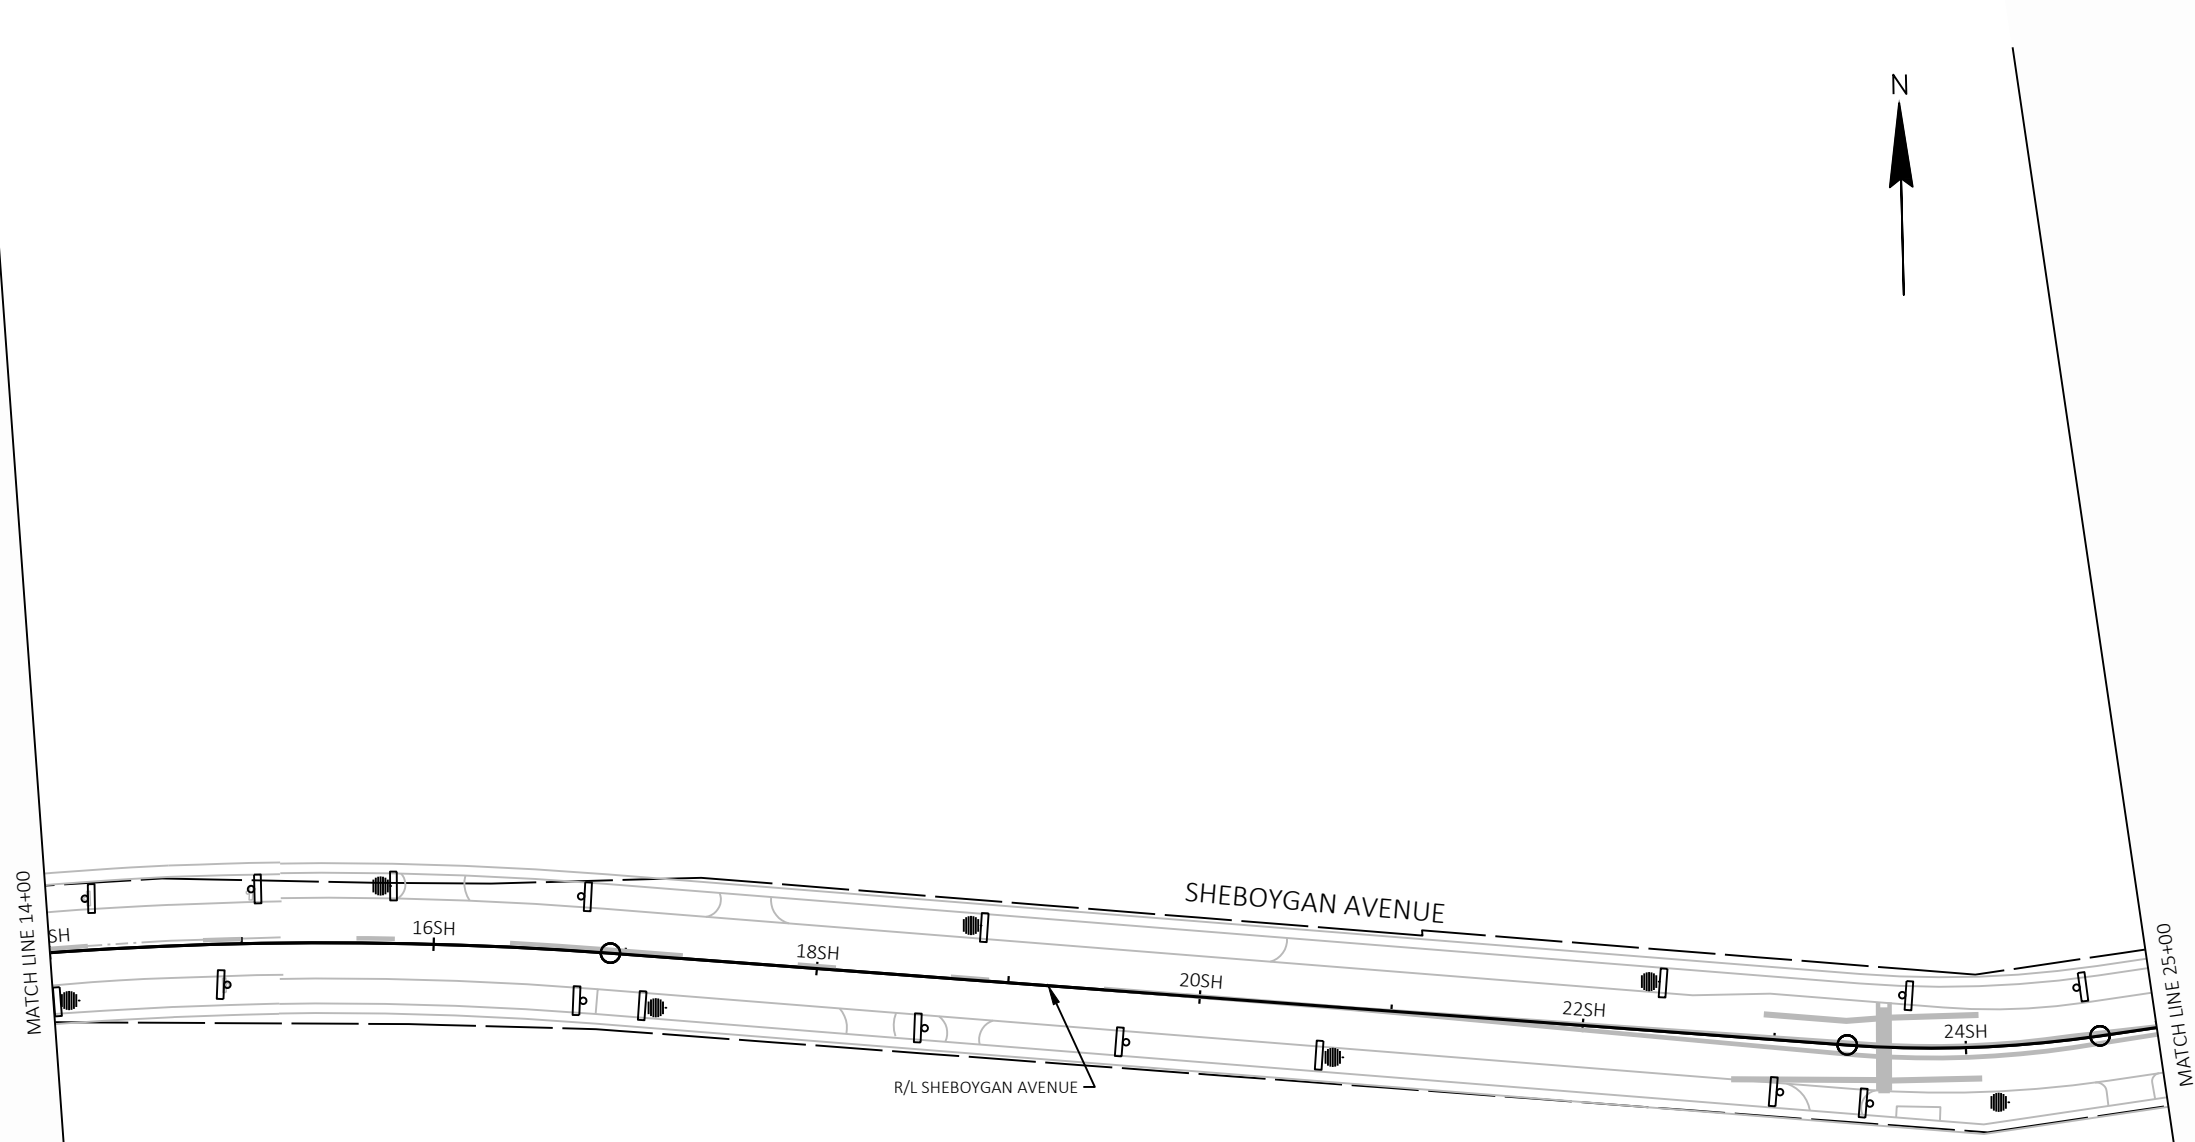 N
SHEBOYGAN AVENUE
MATCH LINE 14+00
SH
16SH
18SH
20SH
22SH
24SH
MATCH LINE 25+00
R/L SHEBOYGAN AVENUE